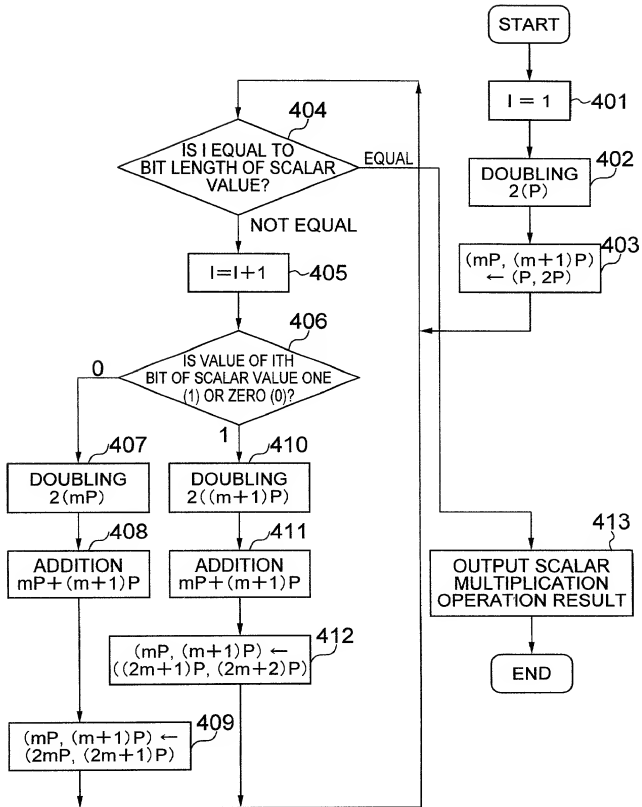 START
I = 1
401
DOUBLING
2(P)
402
(mP, (m+1)P)
← (P, 2P)
403
404
IS I EQUAL TO
BIT LENGTH OF SCALAR
VALUE?
EQUAL
NOT EQUAL
I=I+1
405
406
IS VALUE OF ITH
BIT OF SCALAR VALUE ONE
(1) OR ZERO (0)?
0
1
407
DOUBLING
2(mP)
410
DOUBLING
2((m+1)P)
408
ADDITION
mP+(m+1)P
411
ADDITION
mP+(m+1)P
412
(mP, (m+1)P) ←
((2m+1)P, (2m+2)P)
409
(mP, (m+1)P) ←
(2mP, (2m+1)P)
413
OUTPUT SCALAR
MULTIPLICATION
OPERATION RESULT
END